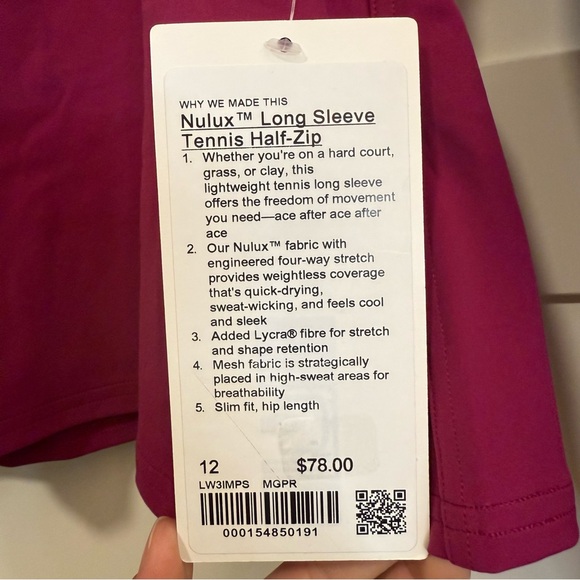 WHY WE MADE THIS
Nulux™ Long Sleeve
Tennis Half-Zip
1. Whether you're on a hard court,
grass, or clay, this
lightweight tennis long sleeve
offers the freedom of movement
you need—ace after ace after
ace
2. Our Nulux™ fabric with
engineered four-way stretch
provides weightless coverage
that's quick-drying,
sweat-wicking, and feels cool
and sleek
3. Added Lycra® fibre for stretch
and shape retention
4. Mesh fabric is strategically
placed in high-sweat areas for
breathability
5. Slim fit, hip length
12 $78.00
LW3IMPS MGPR
000154850191